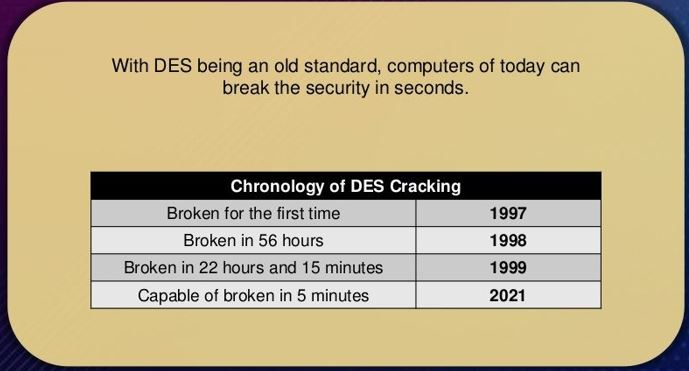 With DES being an old standard, computers of today can
break the security in seconds.
Chronology of DES Cracking
Broken for the first time 1997
Broken in 56 hours 1998
Broken in 22 hours and 15 minutes 1999
Capable of broken in 5 minutes 2021